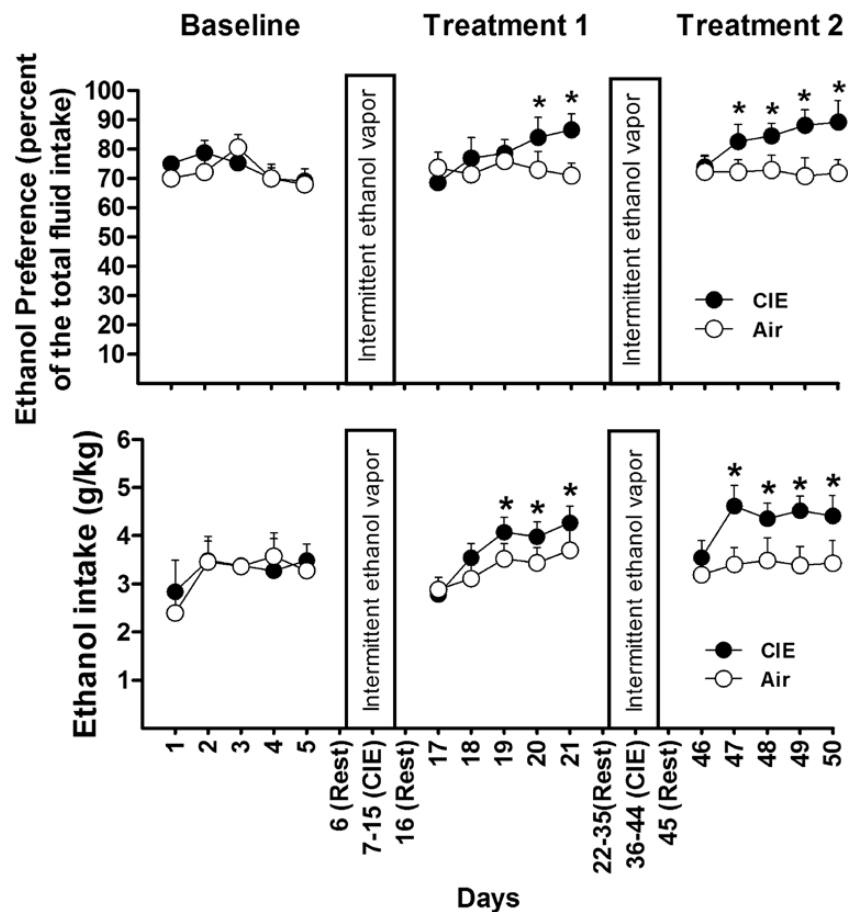 Baseline Treatment 1 Treatment 2
Ethanol Preference (percent
of the total fluid intake)
100
90
80
70
60
50
40
30
20
10
Intermittent ethanol vapor
* *
Intermittent ethanol vapor
* * * *
CIE
Air
Ethanol intake (g/kg)
6
5
4
3
2
1
Intermittent ethanol vapor
* * *
Intermittent ethanol vapor
* * * *
CIE
Air
1
2
3
4
5
6 (Rest)
7-15 (CIE)
16 (Rest)
17
18
19
20
21
22-35(Rest)
36-44 (CIE)
45 (Rest)
46
47
48
49
50
Days